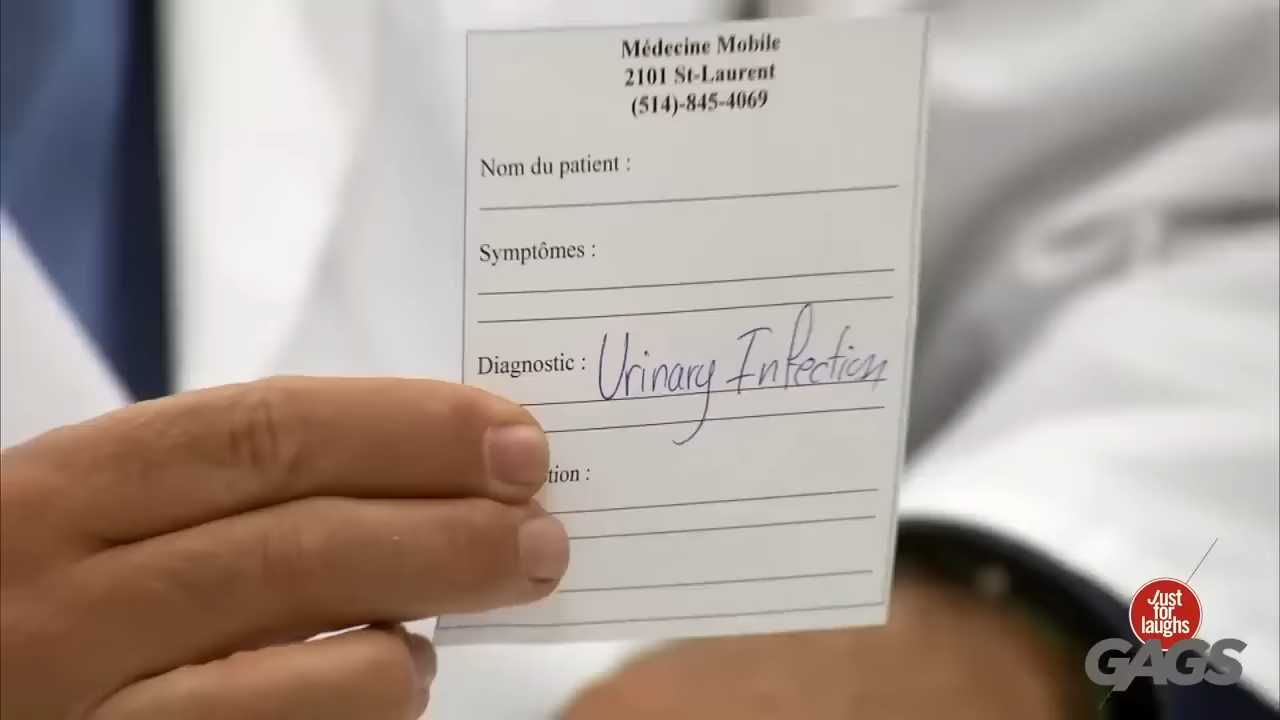 Médecine Mobile
2101 St-Laurent
(514)-845-4069
Nom du patient :
Symptômes :
Diagnostic : Urinary Infection
tion :
Just
for
laughs
GAGS